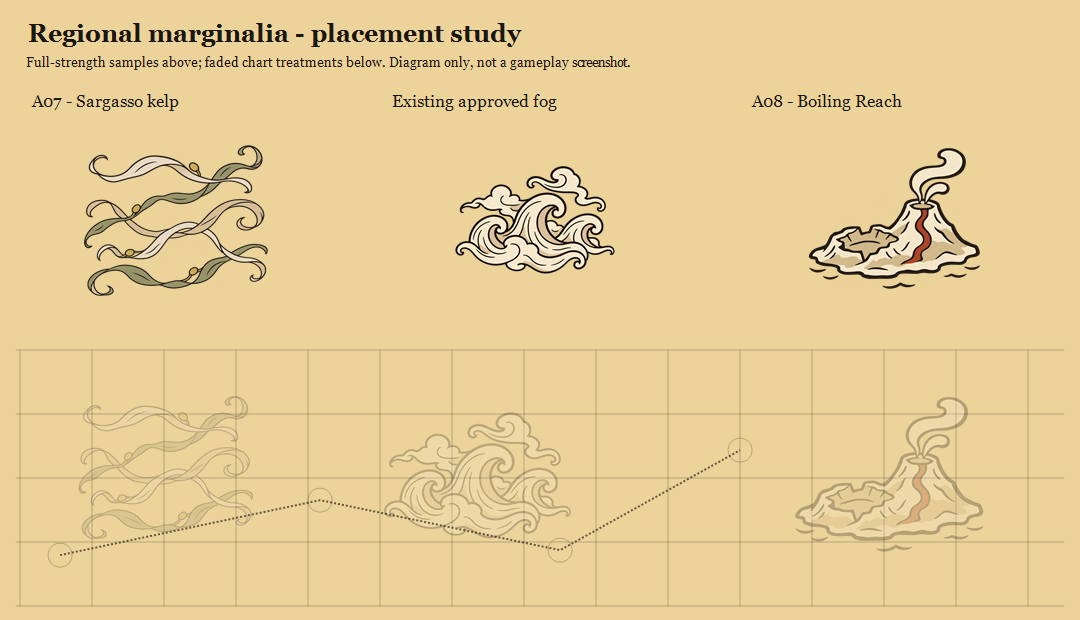 Regional marginalia - placement study
Full-strength samples above; faded chart treatments below. Diagram only, not a gameplay screenshot.
A07 - Sargasso kelp
Existing approved fog
A08 - Boiling Reach